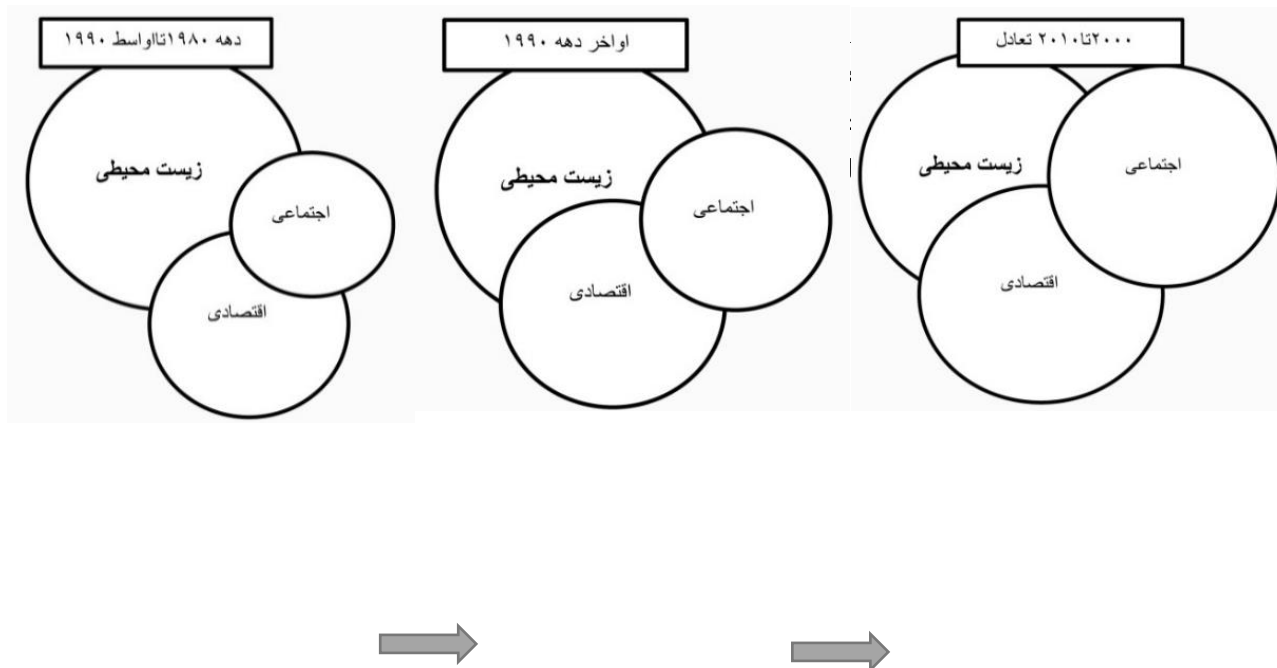 دهه ۱۹۸۰تااواسط ۱۹۹۰
زیست محیطی
اجتماعی
اقتصادی
اواخر دهه ۱۹۹۰
زیست محیطی
اجتماعی
اقتصادی
۲۰۰۰تا۲۰۱۰ تعادل
زیست محیطی
اجتماعی
اقتصادی